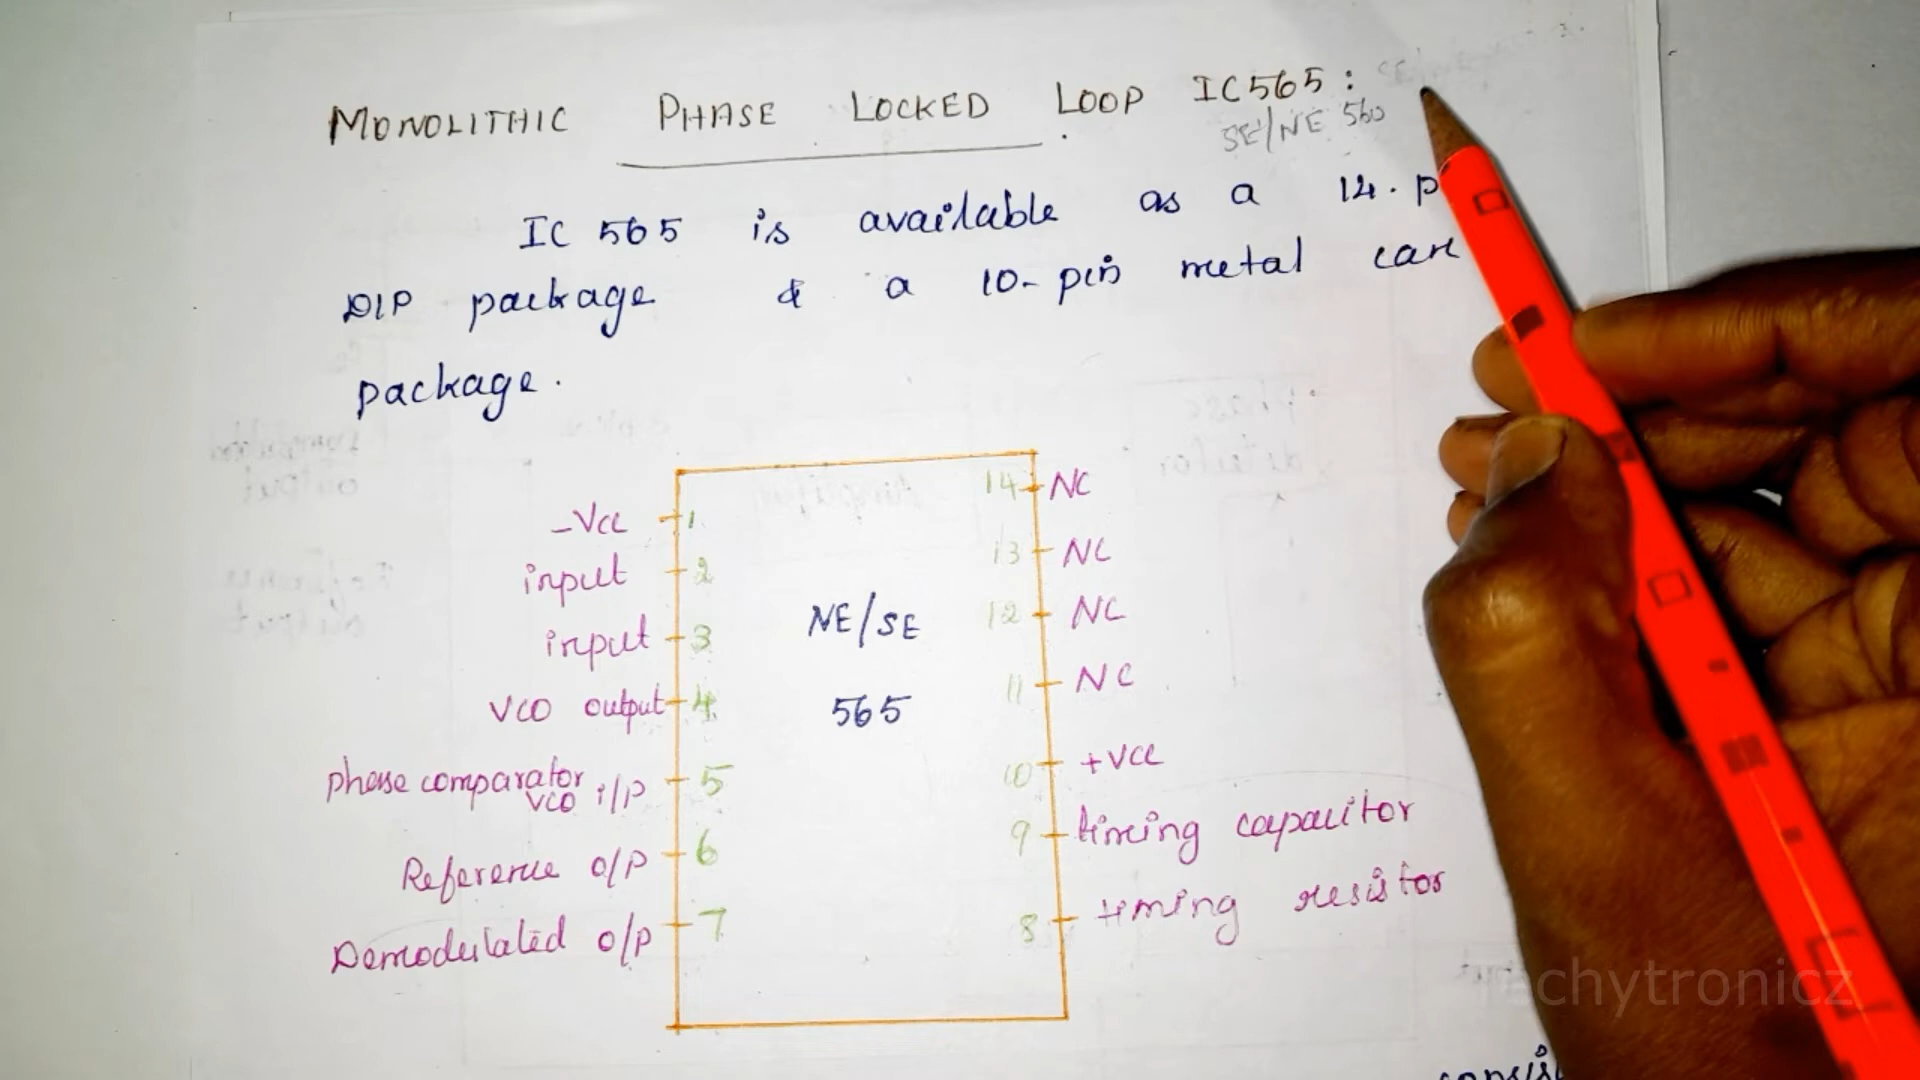 MONOLITHIC PHASE LOCKED LOOP IC565:
SE/NE 560
IC 565 is available as a 14-p
DIP package & a 10-pin metal can
package.
-Vcc 1
input 2
input 3
VCO output 4
phase comparator
VCO i/p 5
Reference o/p 6
Demodulated o/p 7
NE/SE
565
14 NC
13 NC
12 NC
11 NC
10 +Vcc
9 timing capacitor
8 timing resistor
techytronicz